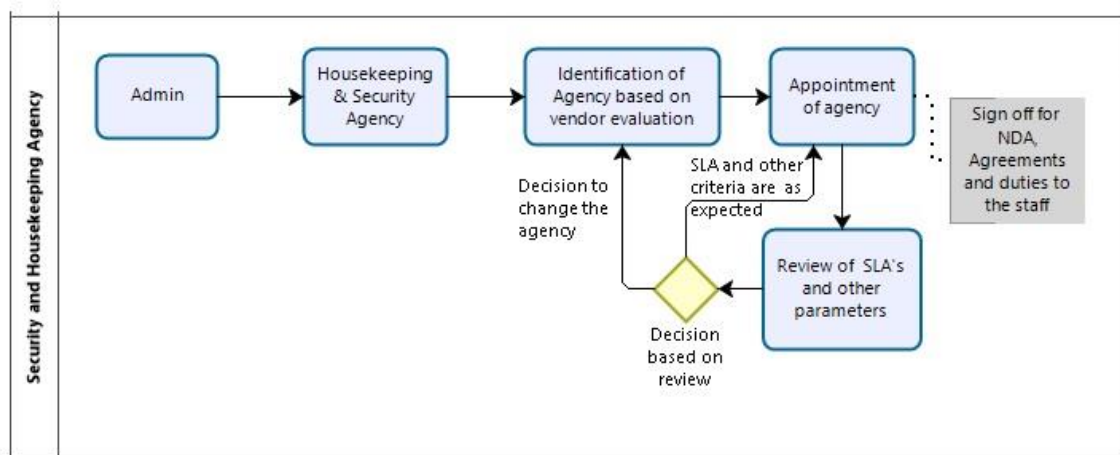 Security and Housekeeping Agency
Admin
Housekeeping
& Security
Agency
Identification of
Agency based on
vendor evaluation
Appointment
of agency
Sign off for
NDA,
Agreements
and duties to
the staff
Decision to
change the
agency
SLA and other
criteria are as
expected
Review of SLA`s
and other
parameters
Decision
based on
review